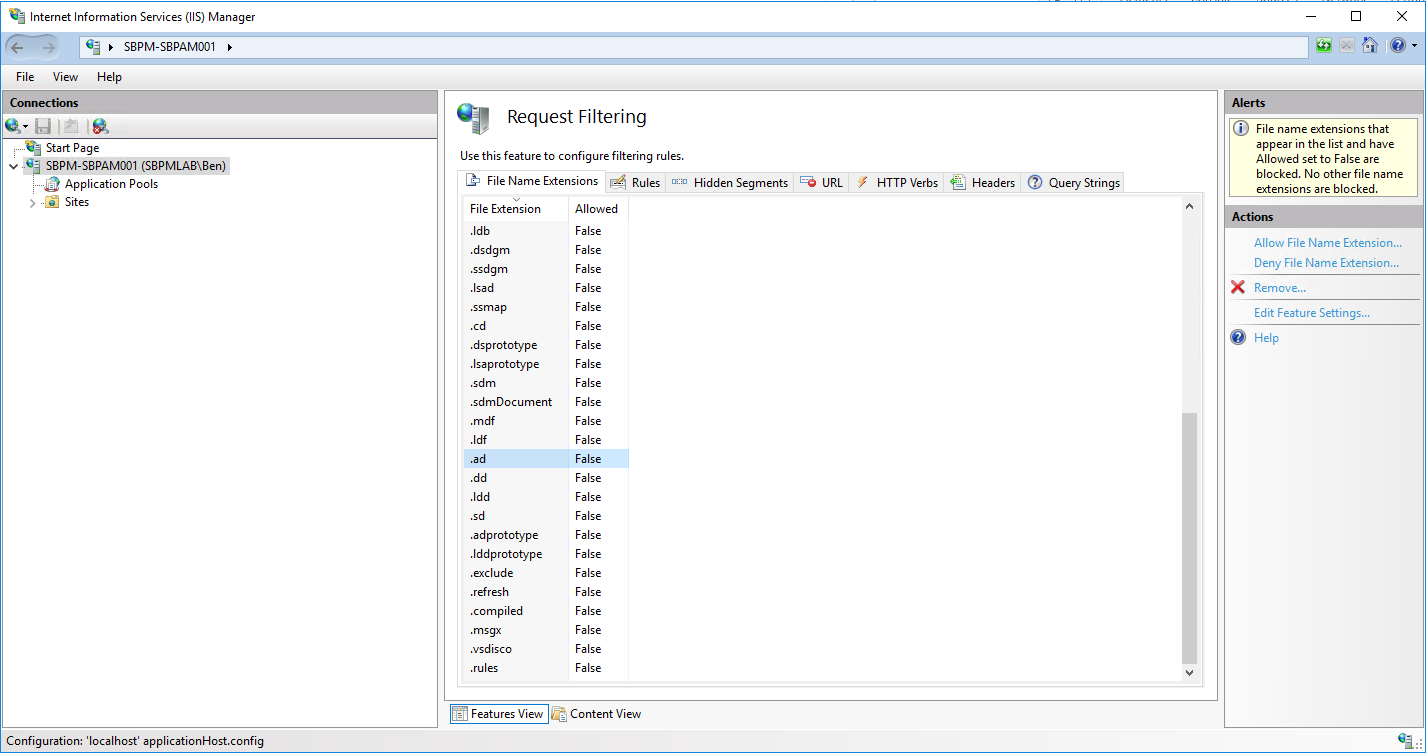 Internet Information Services (IIS) Manager
SBPM-SBPAM001
File View Help
Connections
Start Page
SBPM-SBPAM001 (SBPMLAB\Ben)
Application Pools
Sites
Request Filtering
Use this feature to configure filtering rules.
File Name Extensions Rules Hidden Segments URL HTTP Verbs Headers Query Strings
File Extension Allowed
.ldb False
.dsdgm False
.ssdgm False
.lsad False
.ssmap False
.cd False
.dsprototype False
.lsaprototype False
.sdm False
.sdmDocument False
.mdf False
.ldf False
.ad False
.dd False
.ldd False
.sd False
.adprototype False
.lddprototype False
.exclude False
.refresh False
.compiled False
.msgx False
.vsdisco False
.rules False
Features View Content View
Alerts
File name extensions that
appear in the list and have
Allowed set to False are
blocked. No other file name
extensions are blocked.
Actions
Allow File Name Extension...
Deny File Name Extension...
Remove...
Edit Feature Settings...
Help
Configuration: 'localhost' applicationHost.config